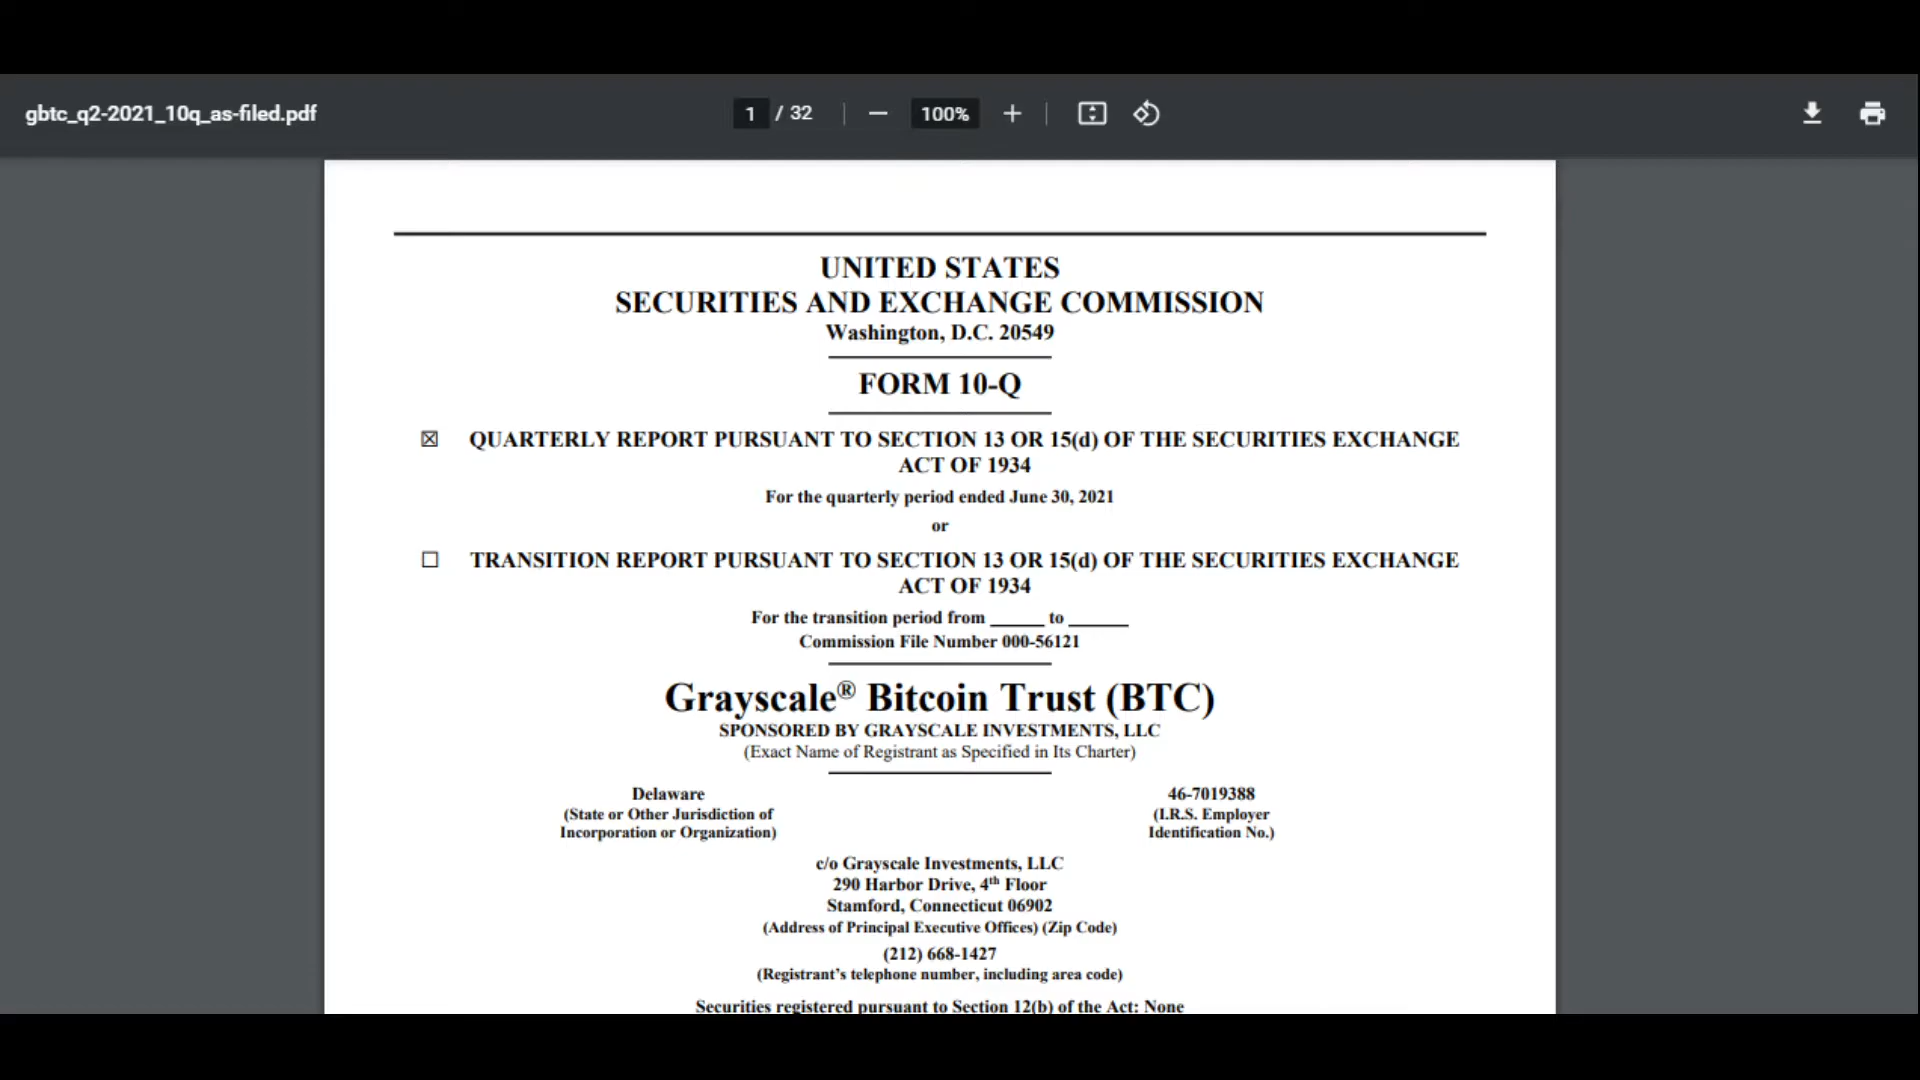 gbtc_q2-2021_10q_as-filed.pdf
1 / 32
100%
UNITED STATES
SECURITIES AND EXCHANGE COMMISSION
Washington, D.C. 20549
FORM 10-Q
☒ QUARTERLY REPORT PURSUANT TO SECTION 13 OR 15(d) OF THE SECURITIES EXCHANGE
ACT OF 1934
For the quarterly period ended June 30, 2021
or
☐ TRANSITION REPORT PURSUANT TO SECTION 13 OR 15(d) OF THE SECURITIES EXCHANGE
ACT OF 1934
For the transition period from ______ to ______
Commission File Number 000-56121
Grayscale® Bitcoin Trust (BTC)
SPONSORED BY GRAYSCALE INVESTMENTS, LLC
(Exact Name of Registrant as Specified in Its Charter)
Delaware
(State or Other Jurisdiction of
Incorporation or Organization)
46-7019388
(I.R.S. Employer
Identification No.)
c/o Grayscale Investments, LLC
290 Harbor Drive, 4th Floor
Stamford, Connecticut 06902
(Address of Principal Executive Offices) (Zip Code)
(212) 668-1427
(Registrant's telephone number, including area code)
Securities registered pursuant to Section 12(b) of the Act: None